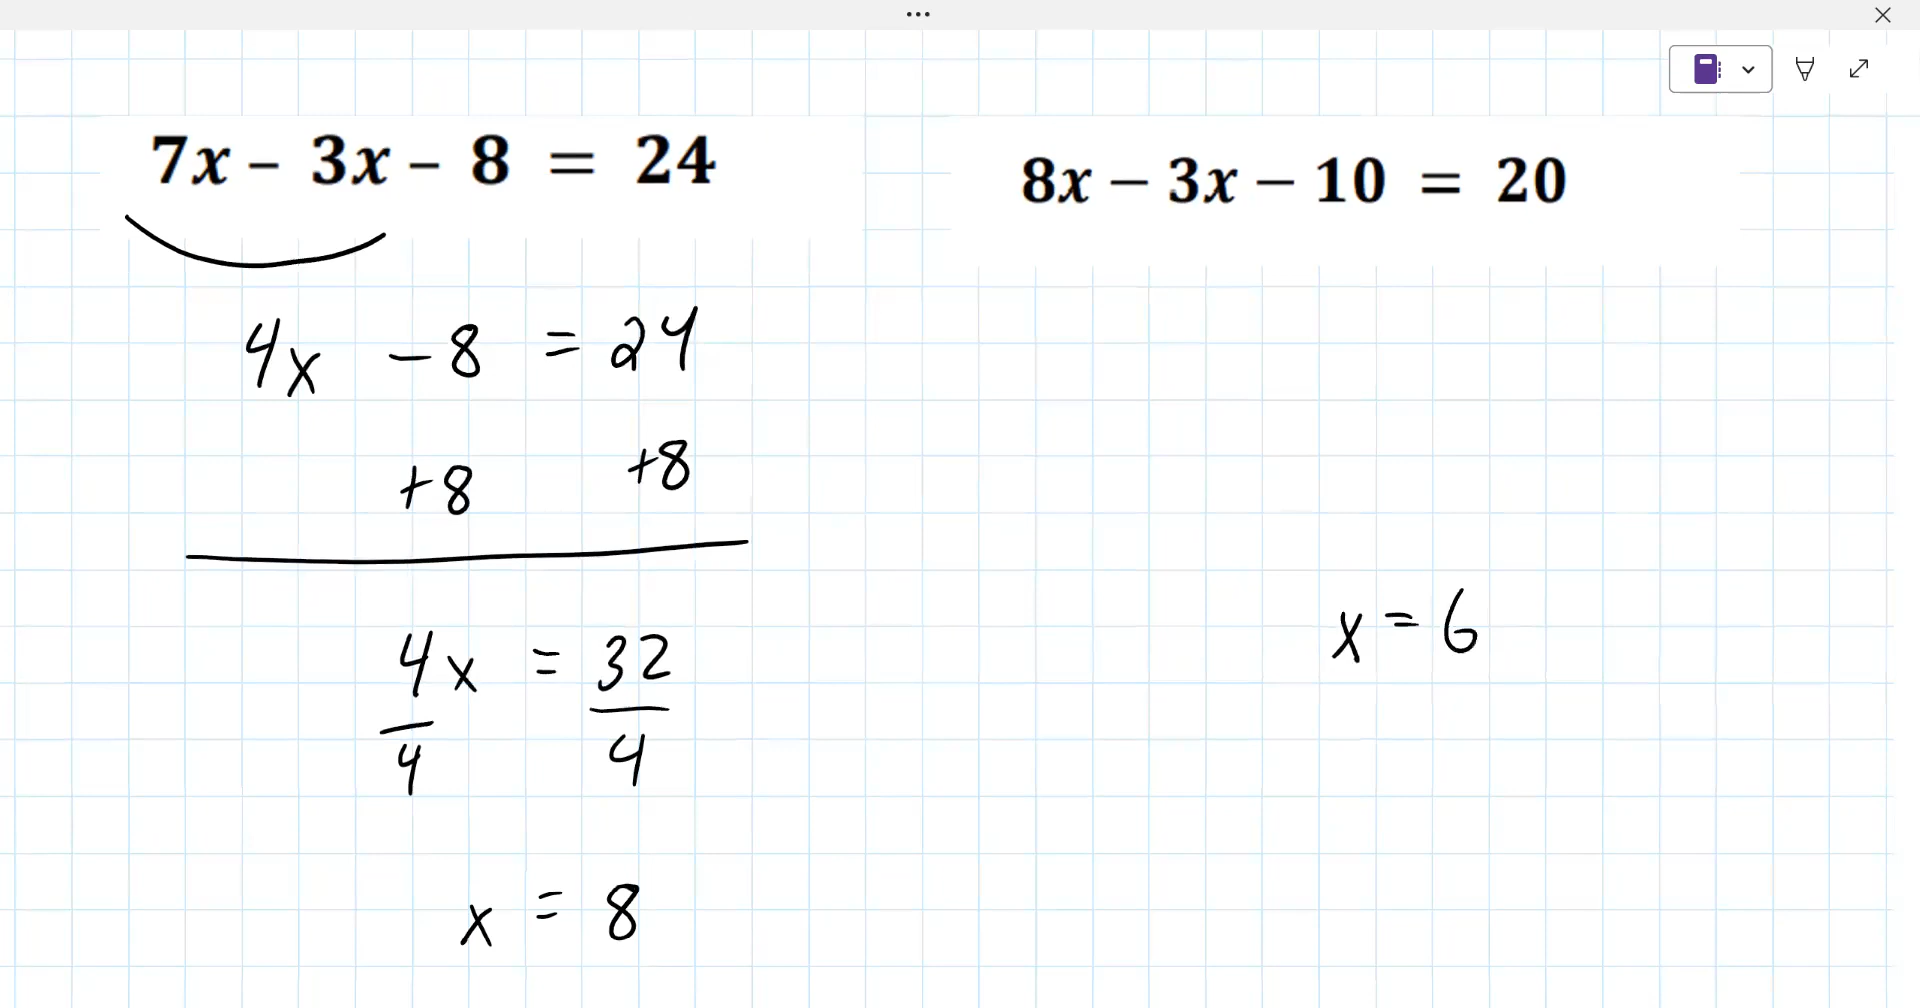 7x – 3x – 8 = 24
4x – 8 = 24
+8 +8
4x = 32
4 4
x = 8
8x – 3x – 10 = 20
x = 6